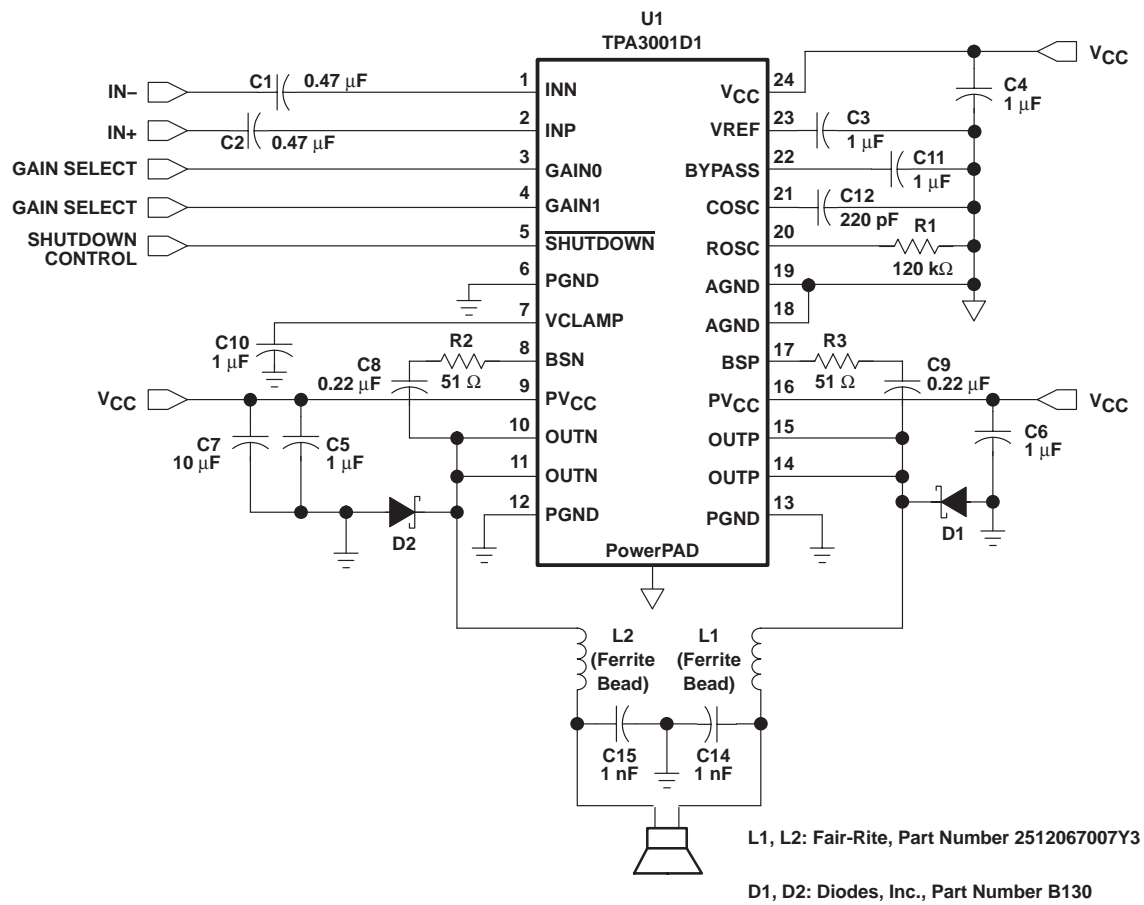 U1
TPA3001D1
IN−
C1
0.47 μF
1
INN
IN+
C2
0.47 μF
2
INP
GAIN SELECT
3
GAIN0
GAIN SELECT
4
GAIN1
SHUTDOWN
CONTROL
5
SHUTDOWN
6
PGND
7
VCLAMP
C10
1 μF
8
BSN
R2
51 Ω
C8
0.22 μF
VCC
9
PVCC
10
OUTN
11
OUTN
C7
10 μF
C5
1 μF
D2
12
PGND
PowerPAD
24
VCC
VCC
C4
1 μF
23
VREF
C3
1 μF
22
BYPASS
C11
1 μF
21
COSC
C12
220 pF
20
ROSC
R1
120 kΩ
19
AGND
18
AGND
17
BSP
R3
51 Ω
C9
0.22 μF
16
PVCC
VCC
15
OUTP
14
OUTP
C6
1 μF
D1
13
PGND
L2
(Ferrite
Bead)
L1
(Ferrite
Bead)
C15
1 nF
C14
1 nF
L1, L2: Fair-Rite, Part Number 2512067007Y3
D1, D2: Diodes, Inc., Part Number B130